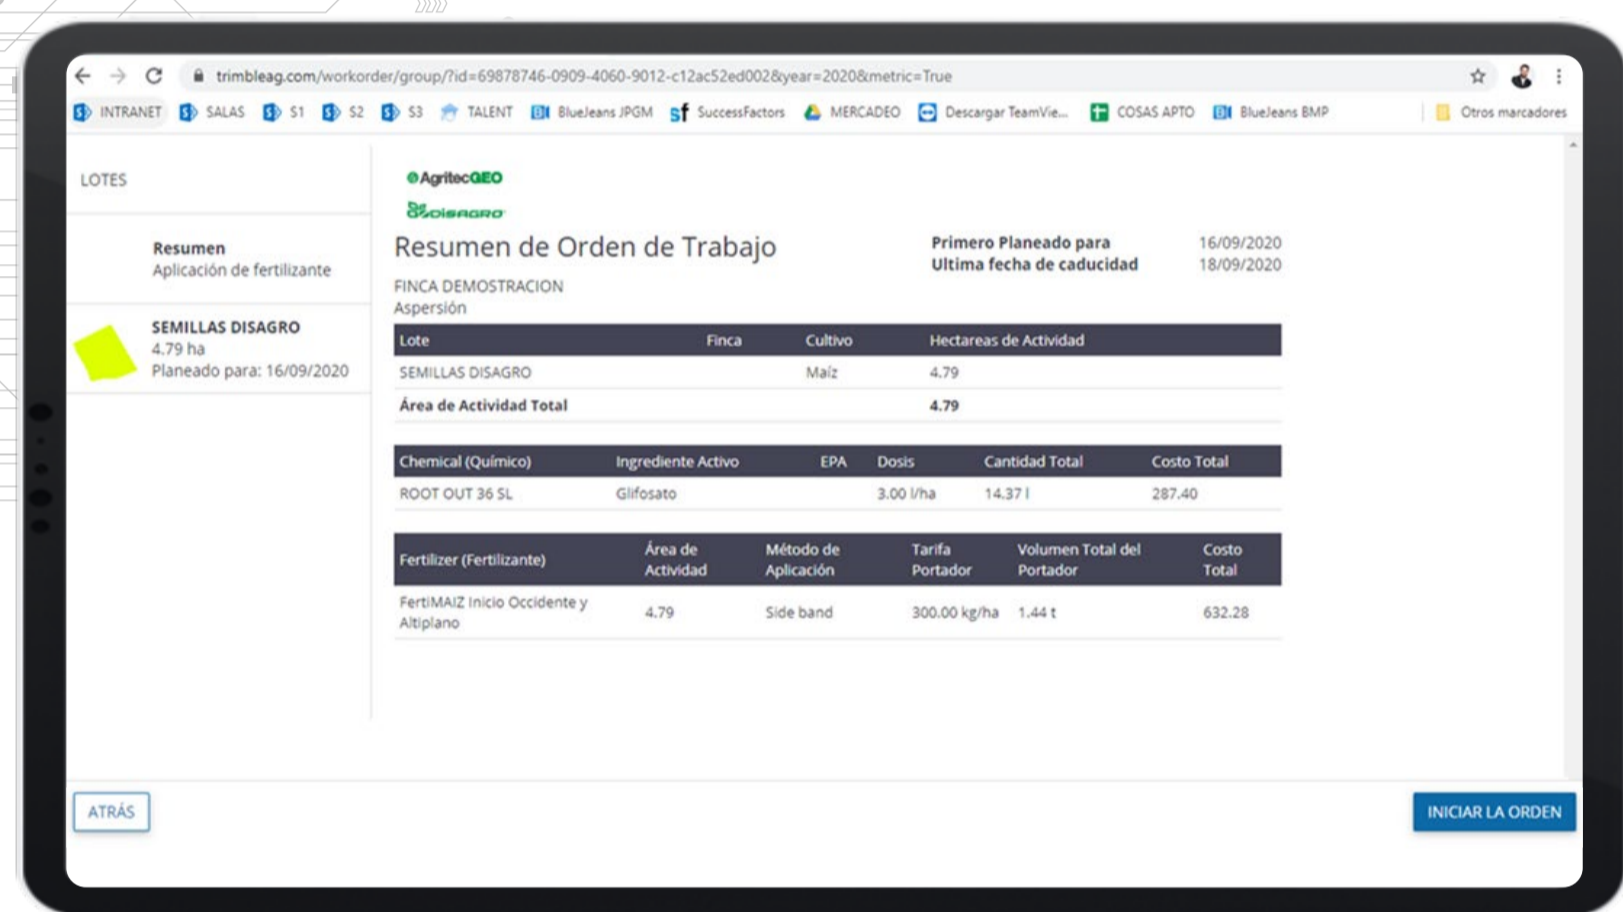 trimbleag.com/workorder/group/?id=69878746-0909-4060-9012-c12ac52ed002&year=2020&metric=True
INTRANET SALAS S1 S2 S3 TALENT BlueJeans JPGM SuccessFactors MERCADEO Descargar TeamVie... COSAS APTO BlueJeans BMP Otros marcadores
LOTES
Resumen
Aplicación de fertilizante
SEMILLAS DISAGRO
4.79 ha
Planeado para: 16/09/2020
AgritecGEO
DISAGRO
Resumen de Orden de Trabajo
Primero Planeado para 16/09/2020
Ultima fecha de caducidad 18/09/2020
FINCA DEMOSTRACION
Aspersión
Lote Finca Cultivo Hectareas de Actividad
SEMILLAS DISAGRO Maíz 4.79
Área de Actividad Total 4.79
Chemical (Químico) Ingrediente Activo EPA Dosis Cantidad Total Costo Total
ROOT OUT 36 SL Glifosato 3.00 l/ha 14.37 l 287.40
Fertilizer (Fertilizante) Área de Actividad Método de Aplicación Tarifa Portador Volumen Total del Portador Costo Total
FertiMAIZ Inicio Occidente y Altiplano 4.79 Side band 300.00 kg/ha 1.44 t 632.28
ATRÁS
INICIAR LA ORDEN